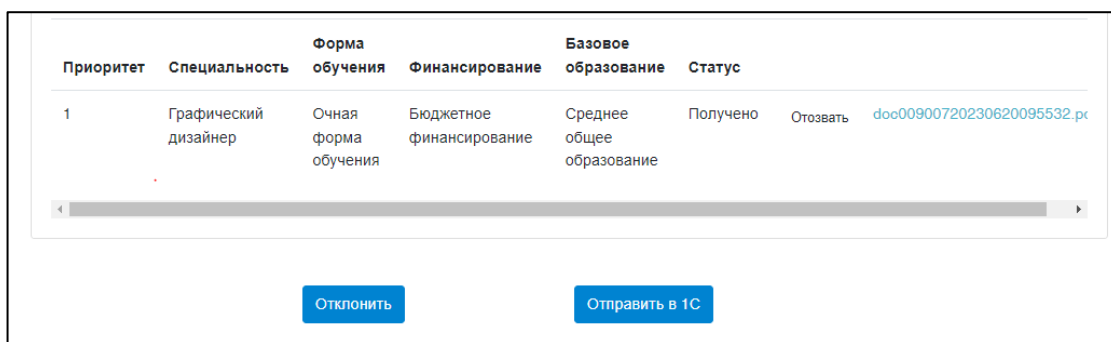 Приоритет Специальность Форма обучения Финансирование Базовое образование Статус
1 Графический дизайнер Очная форма обучения Бюджетное финансирование Среднее общее образование Получено Отозвать doc00900720230620095532.pc
Отклонить Отправить в 1С